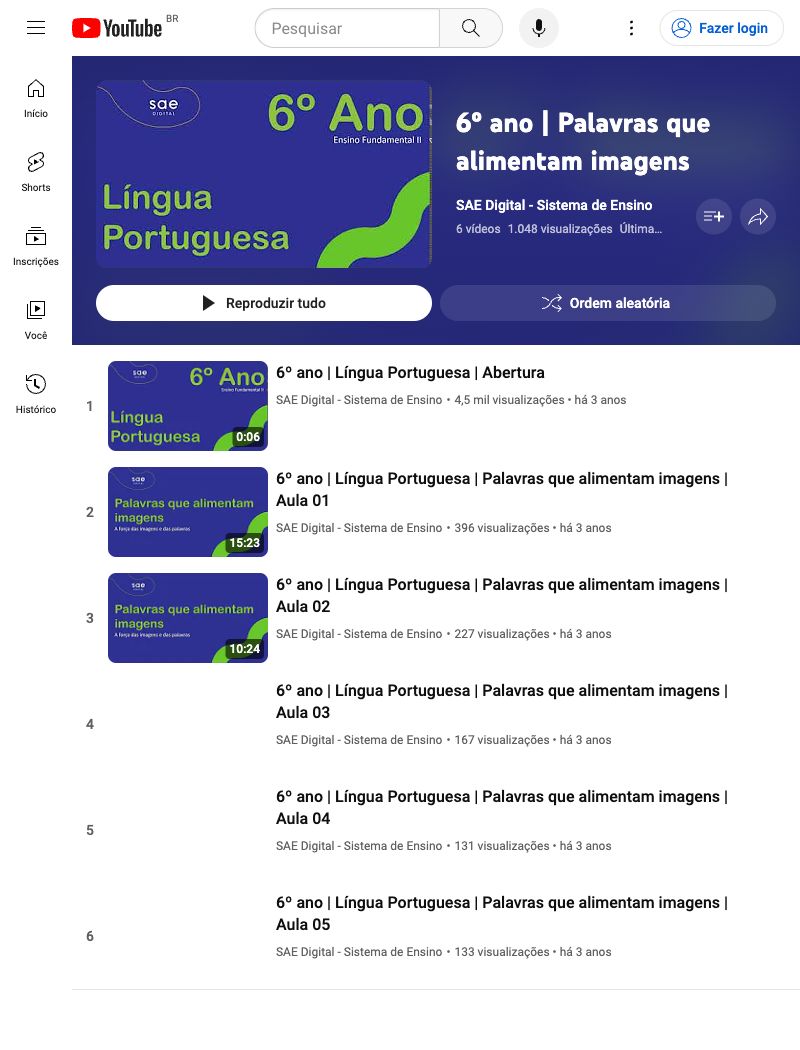 YouTube BR
Pesquisar
Fazer login
Início
Shorts
Inscrições
Você
Histórico
sae
DIGITAL
6º Ano
Ensino Fundamental II
Língua
Portuguesa
6º ano | Palavras que
alimentam imagens
SAE Digital - Sistema de Ensino
6 vídeos 1.048 visualizações Última...
Reproduzir tudo
Ordem aleatória
1
sae
6º Ano
Ensino Fundamental II
Língua
Portuguesa
0:06
6º ano | Língua Portuguesa | Abertura
SAE Digital - Sistema de Ensino • 4,5 mil visualizações • há 3 anos
2
sae
Palavras que alimentam
imagens
A força das imagens e das palavras
15:23
6º ano | Língua Portuguesa | Palavras que alimentam imagens |
Aula 01
SAE Digital - Sistema de Ensino • 396 visualizações • há 3 anos
3
sae
Palavras que alimentam
imagens
A força das imagens e das palavras
10:24
6º ano | Língua Portuguesa | Palavras que alimentam imagens |
Aula 02
SAE Digital - Sistema de Ensino • 227 visualizações • há 3 anos
4
6º ano | Língua Portuguesa | Palavras que alimentam imagens |
Aula 03
SAE Digital - Sistema de Ensino • 167 visualizações • há 3 anos
5
6º ano | Língua Portuguesa | Palavras que alimentam imagens |
Aula 04
SAE Digital - Sistema de Ensino • 131 visualizações • há 3 anos
6
6º ano | Língua Portuguesa | Palavras que alimentam imagens |
Aula 05
SAE Digital - Sistema de Ensino • 133 visualizações • há 3 anos